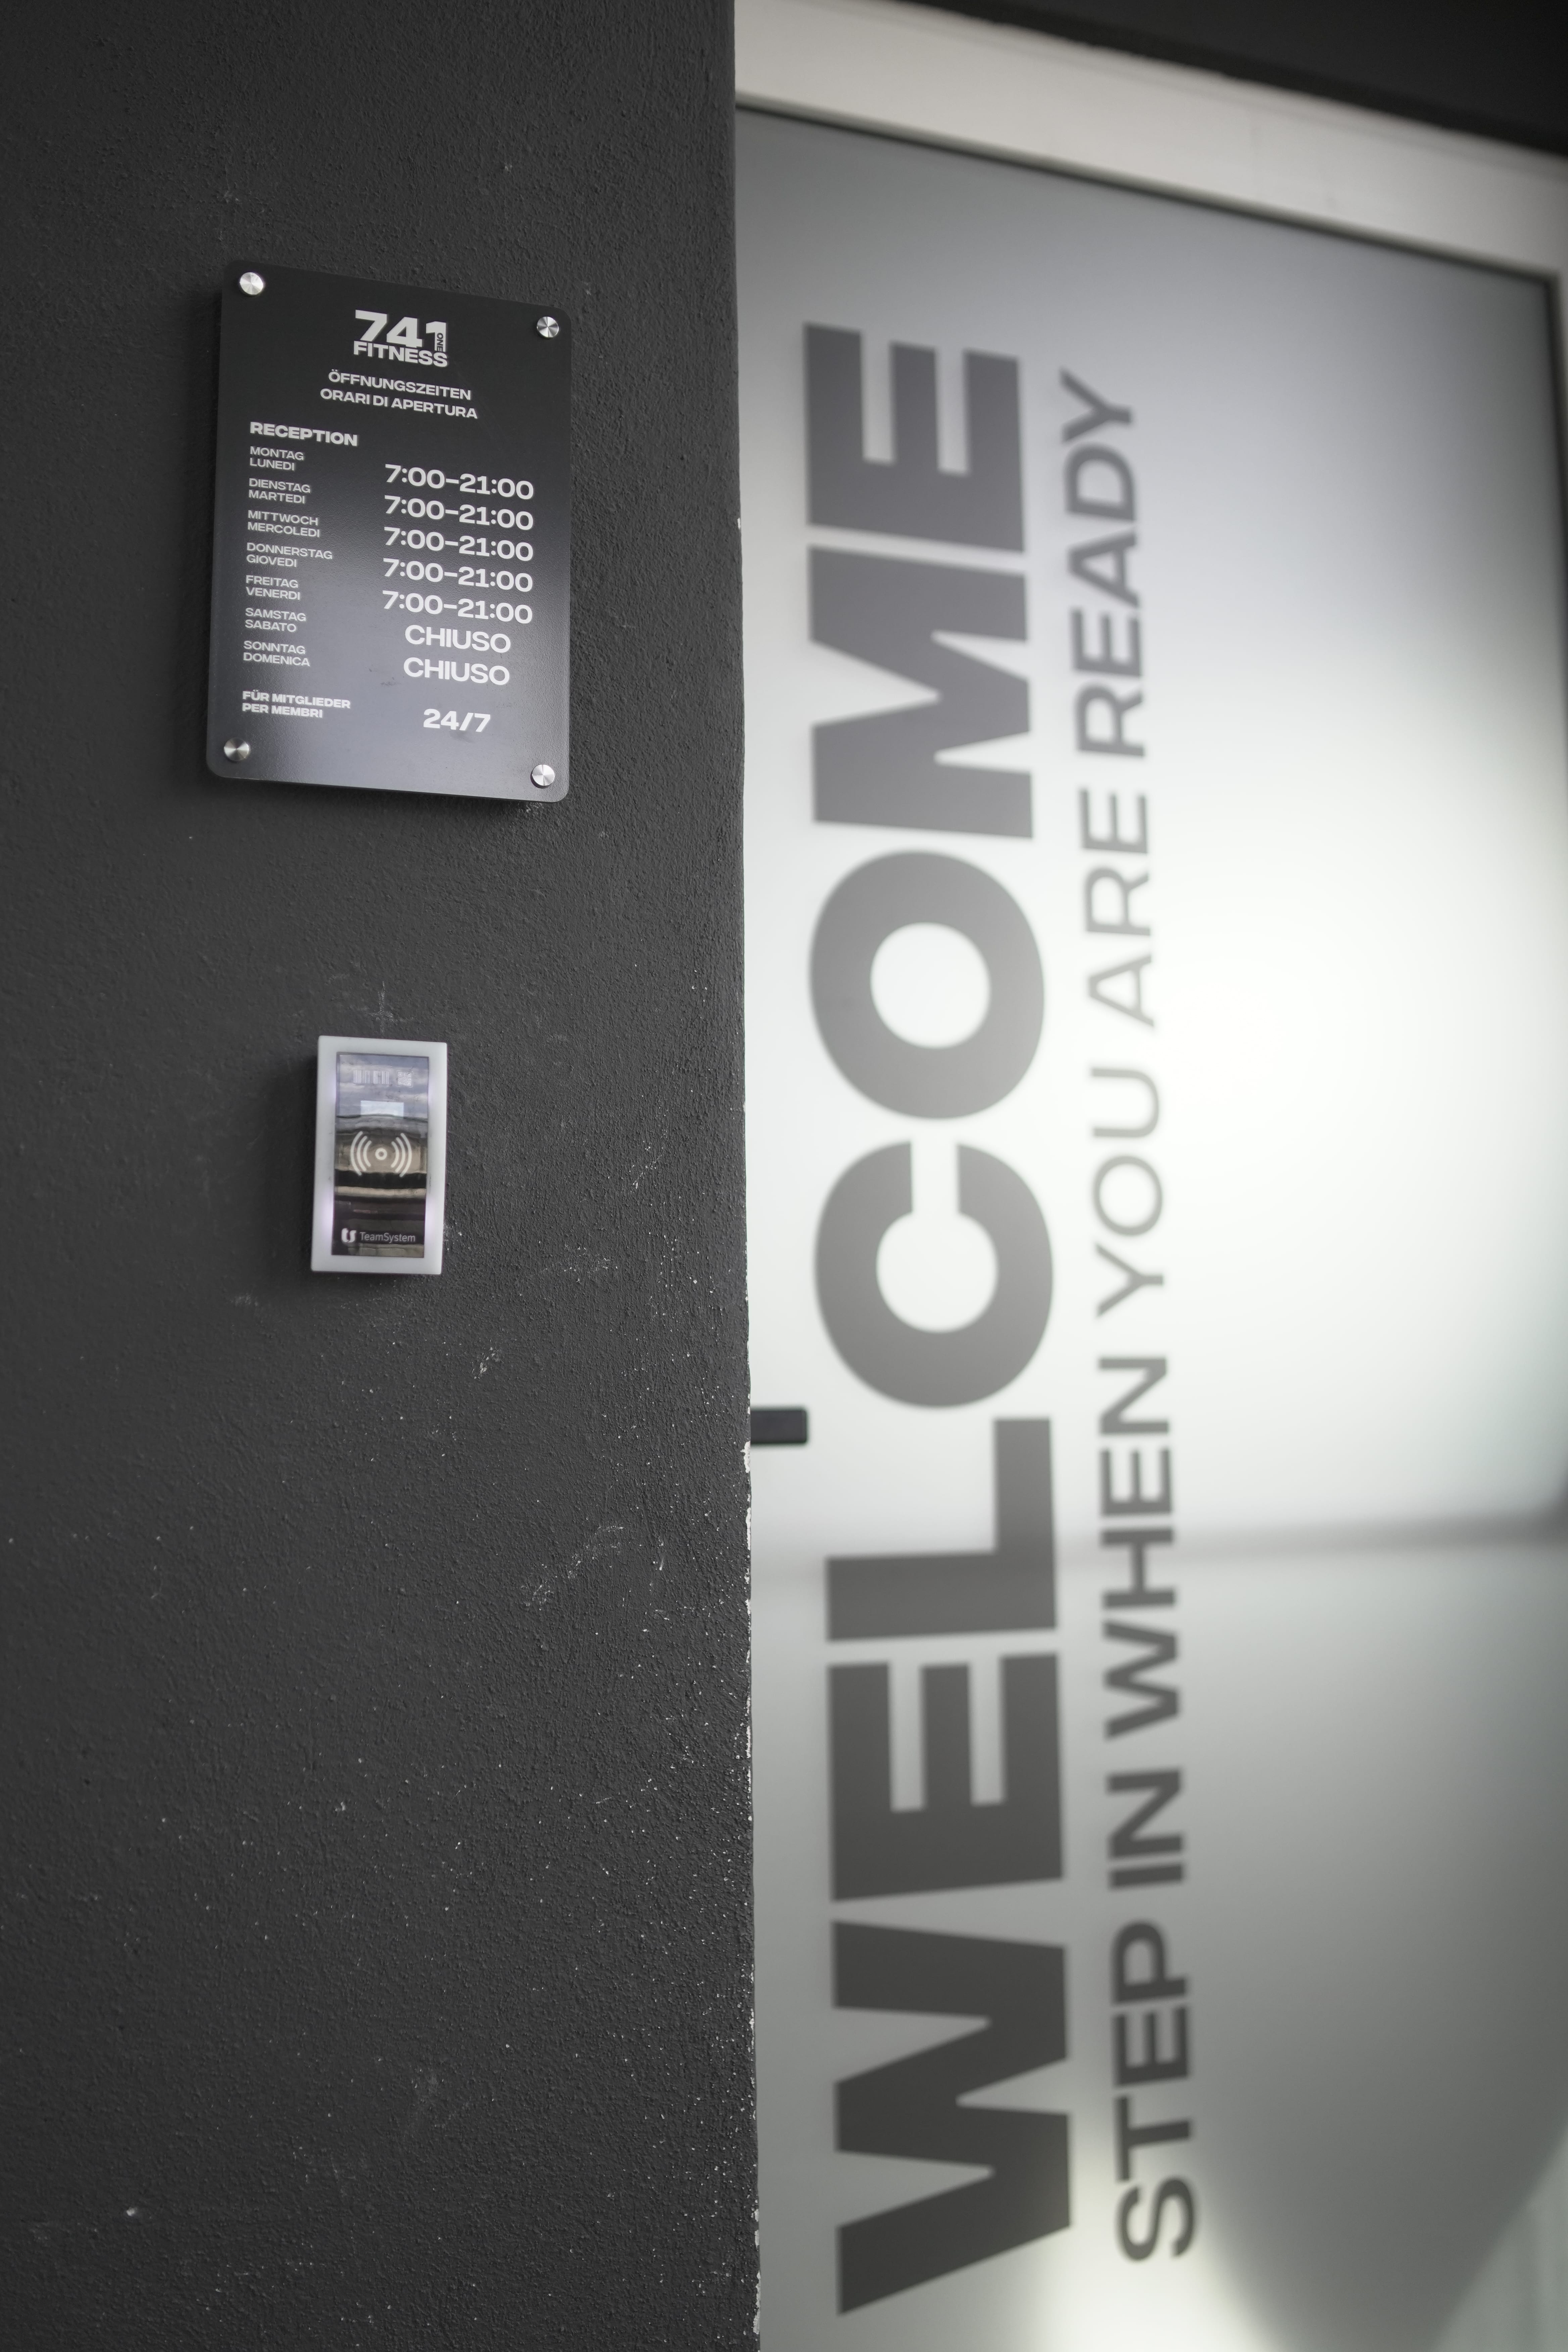 741
ONE
FITNESS
ÖFFNUNGSZEITEN
ORARI DI APERTURA
RECEPTION
MONTAG
LUNEDI
7:00-21:00
DIENSTAG
MARTEDI
7:00-21:00
MITTWOCH
MERCOLEDI
7:00-21:00
DONNERSTAG
GIOVEDI
7:00-21:00
FREITAG
VENERDI
7:00-21:00
SAMSTAG
SABATO
CHIUSO
SONNTAG
DOMENICA
CHIUSO
FÜR MITGLIEDER
PER MEMBRI
24/7
TeamSystem
WELCOME
STEP IN WHEN YOU ARE READY